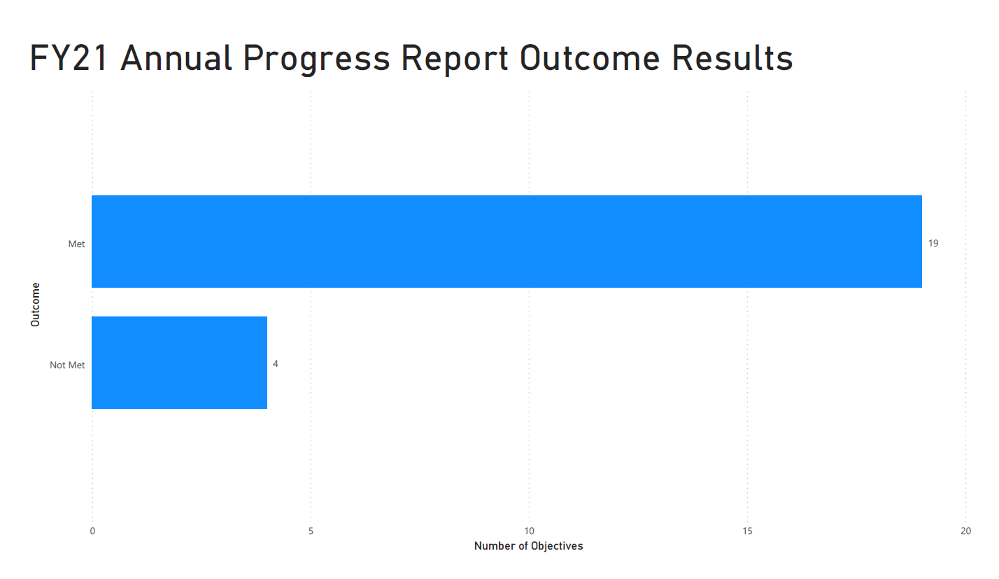 FY21 Annual Progress Report Outcome Results
Met
19
Outcome
Not Met
4
0
5
10
15
20
Number of Objectives